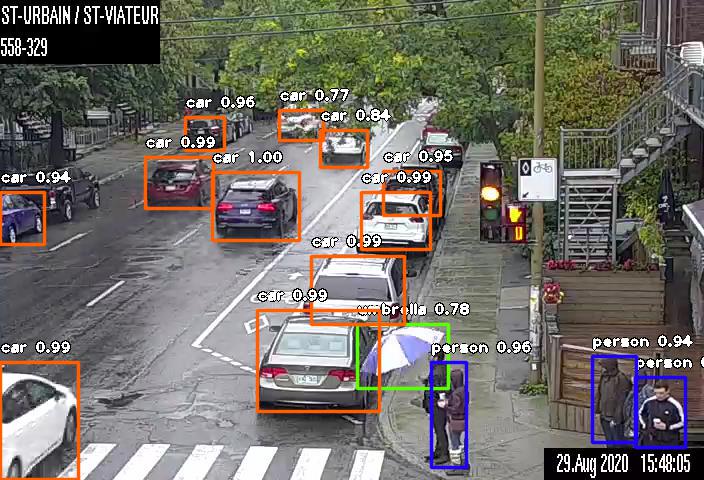 ST-URBAIN / ST-VIATEUR
558-329
car 0.77
car 0.96
car 0.84
car 0.99
car 1.00
car 0.95
car 0.94
car 0.99
car 0.99
car 0.99
umbrella 0.78
car 0.99
person 0.96
person 0.94
person
29.Aug 2020 15:48:05